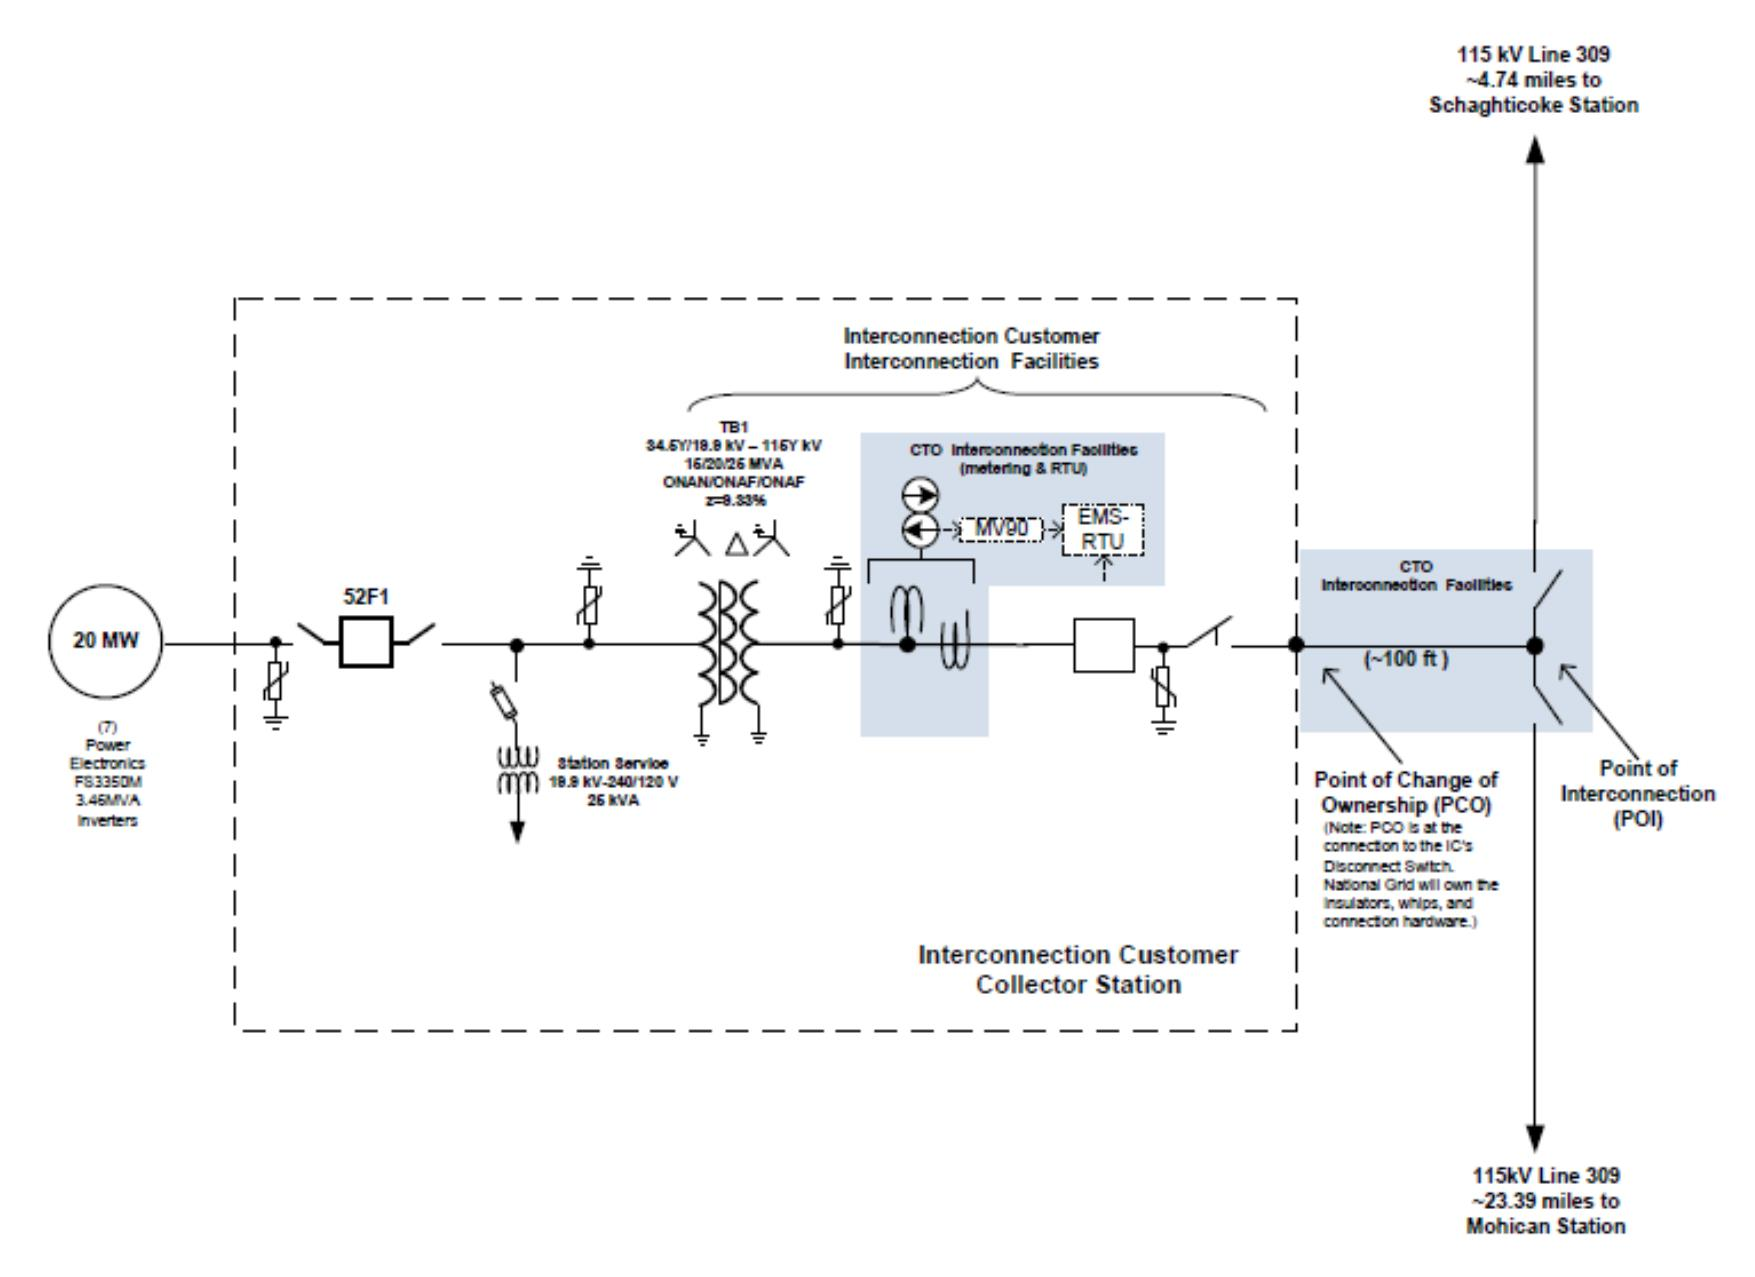 115 kV Line 309
~4.74 miles to
Schaghticoke Station
Interconnection Customer
Interconnection Facilities
TB1
34.5Y/19.9 kV – 115Y kV
15/20/25 MVA
ONAN/ONAF/ONAF
z=9.33%
CTO Interconnection Facilities
(metering & RTU)
MV90
EMS-
RTU
CTO
Interconnection Facilities
52F1
20 MW
(~100 ft )
(7)
Power
Electronics
FS3350M
3.46MVA
Inverters
Station Service
19.9 kV-240/120 V
25 kVA
Point of Change of
Ownership (PCO)
(Note: PCO is at the
connection to the IC's
Disconnect Switch.
National Grid will own the
insulators, whips, and
connection hardware.)
Point of
Interconnection
(POI)
Interconnection Customer
Collector Station
115kV Line 309
~23.39 miles to
Mohican Station